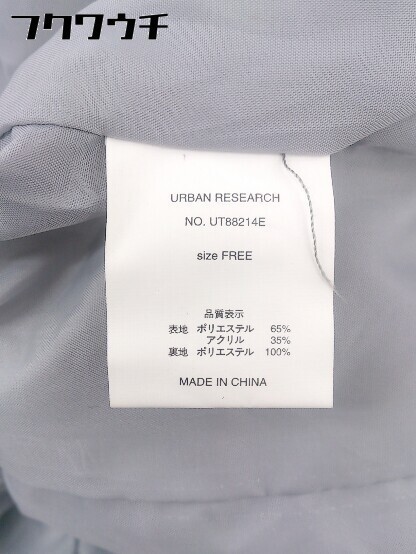 フクワウチ
URBAN RESEARCH
NO. UT88214E
size FREE
品質表示
表地 ポリエステル 65%
アクリル 35%
裏地 ポリエステル 100%
MADE IN CHINA